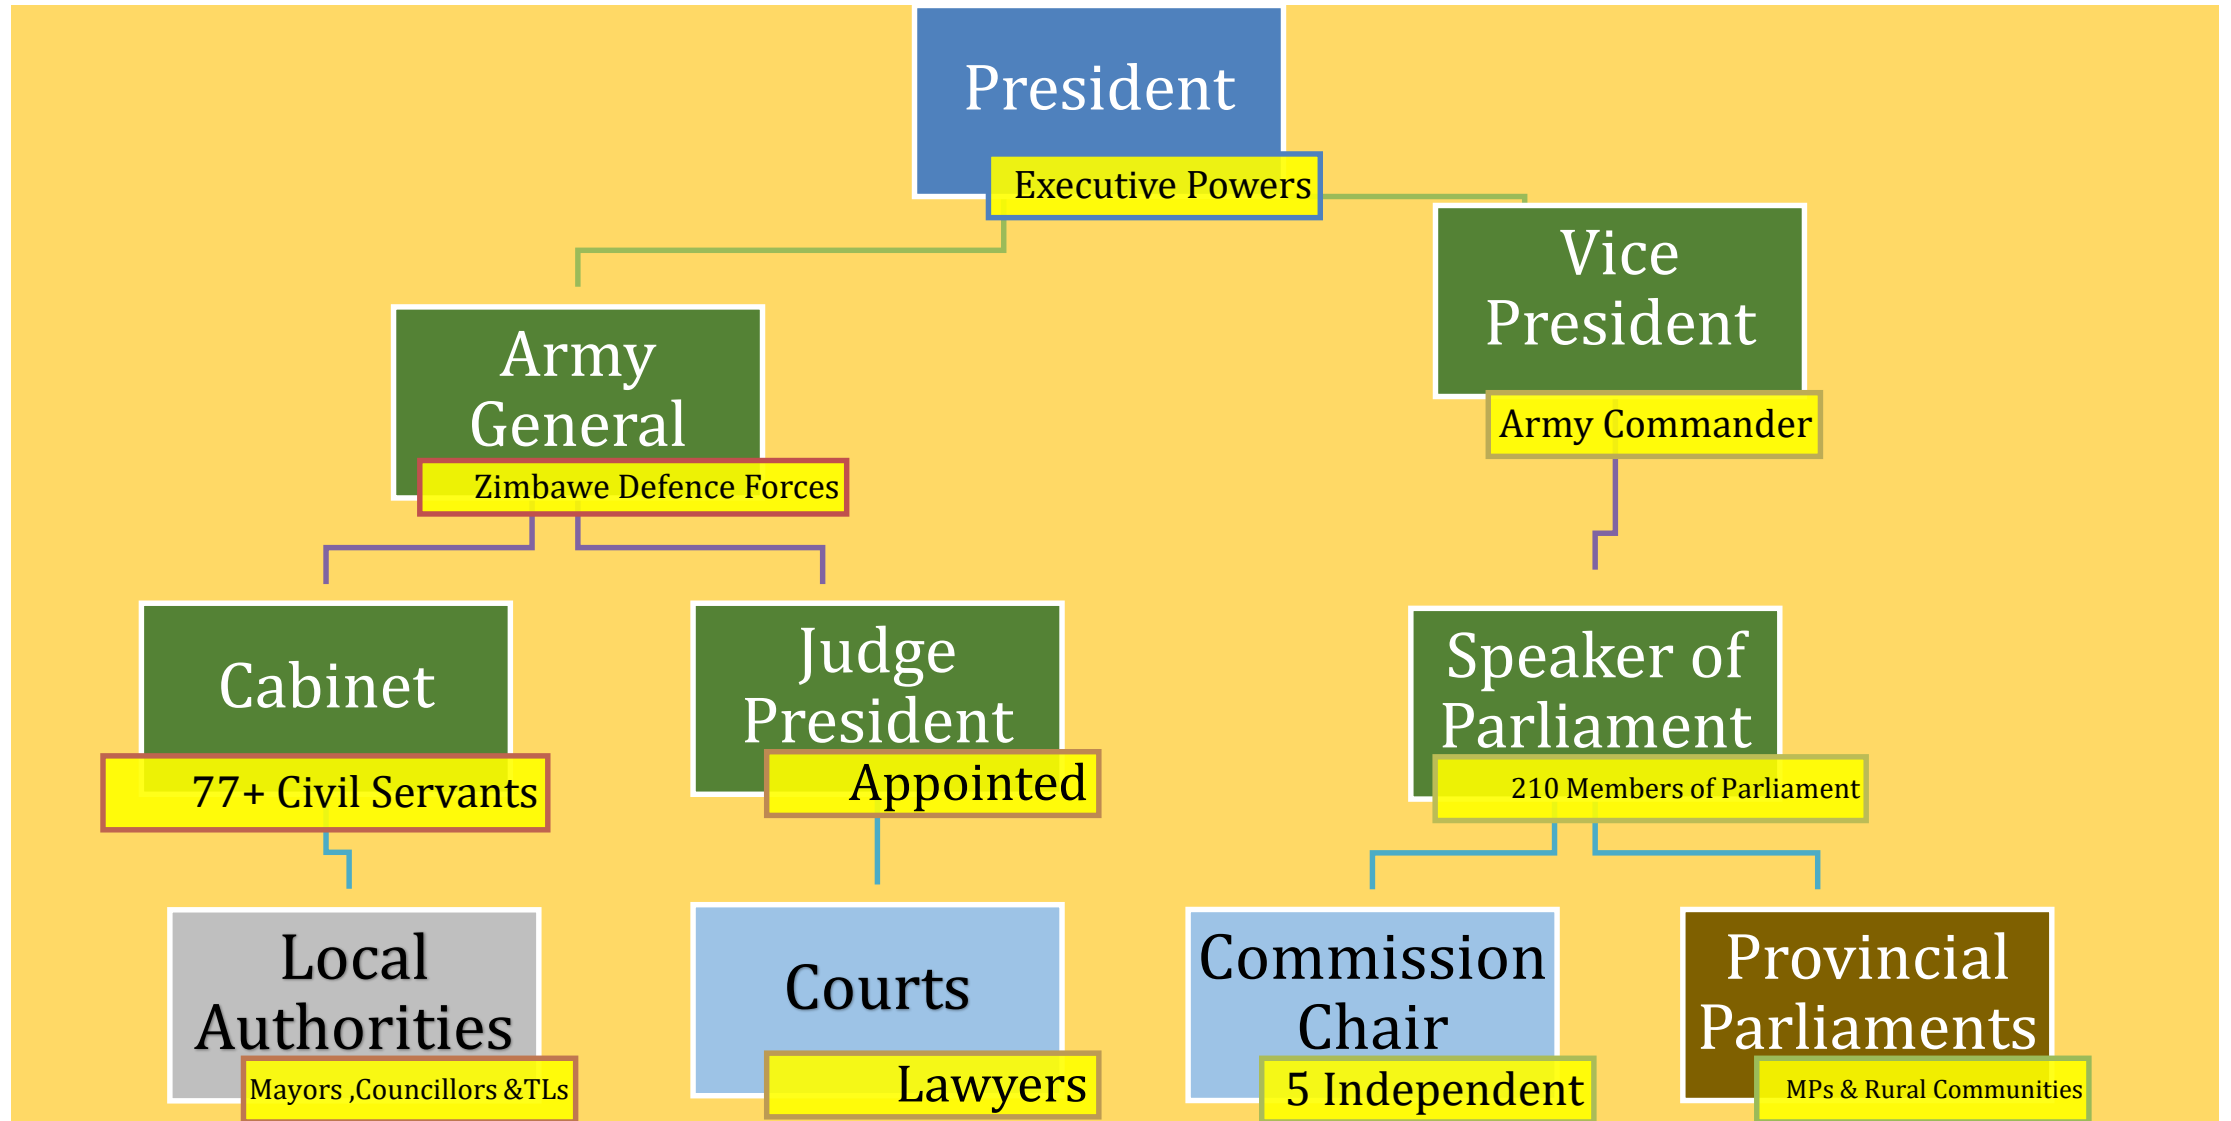 President
Executive Powers
Vice
President
Army Commander
Army
General
Zimbawe Defence Forces
Cabinet
77+ Civil Servants
Judge
President
Appointed
Speaker of
Parliament
210 Members of Parliament
Local
Authorities
Mayors ,Councillors &TLs
Courts
Lawyers
Commission
Chair
5 Independent
Provincial
Parliaments
MPs & Rural Communities